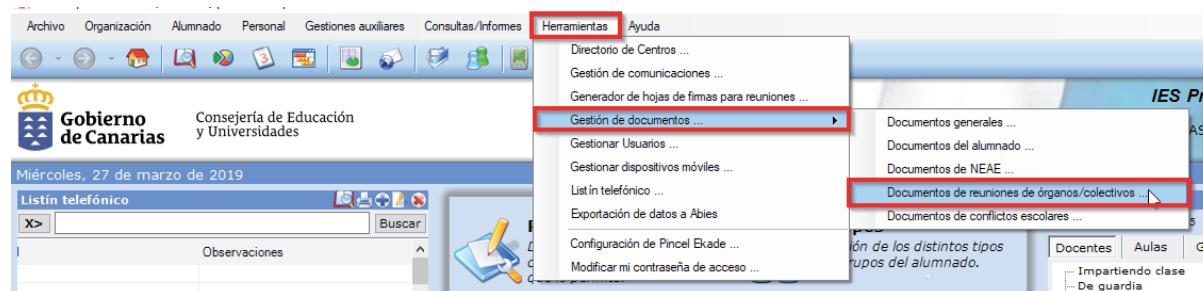 Archivo Organización Alumnado Personal Gestiones auxiliares Consultas/Informes Herramientas Ayuda
Directorio de Centros ...
Gestión de comunicaciones ...
Generador de hojas de firmas para reuniones ...
Gestión de documentos ...
Gestionar Usuarios ...
Gestionar dispositivos móviles ...
Listín telefónico ...
Exportación de datos a Abies
Configuración de Pincel Ekade ...
Modificar mi contraseña de acceso ...
Documentos generales ...
Documentos del alumnado ...
Documentos de NEAE ...
Documentos de reuniones de órganos/colectivos ...
Documentos de conflictos escolares ...
Gobierno
de Canarias
Consejería de Educación
y Universidades
IES Pr
Miércoles, 27 de marzo de 2019
Listín telefónico
X> Buscar
Observaciones
ión de los distintos tipos
rupos del alumnado.
Docentes Aulas G
Impartiendo clase
De guardia